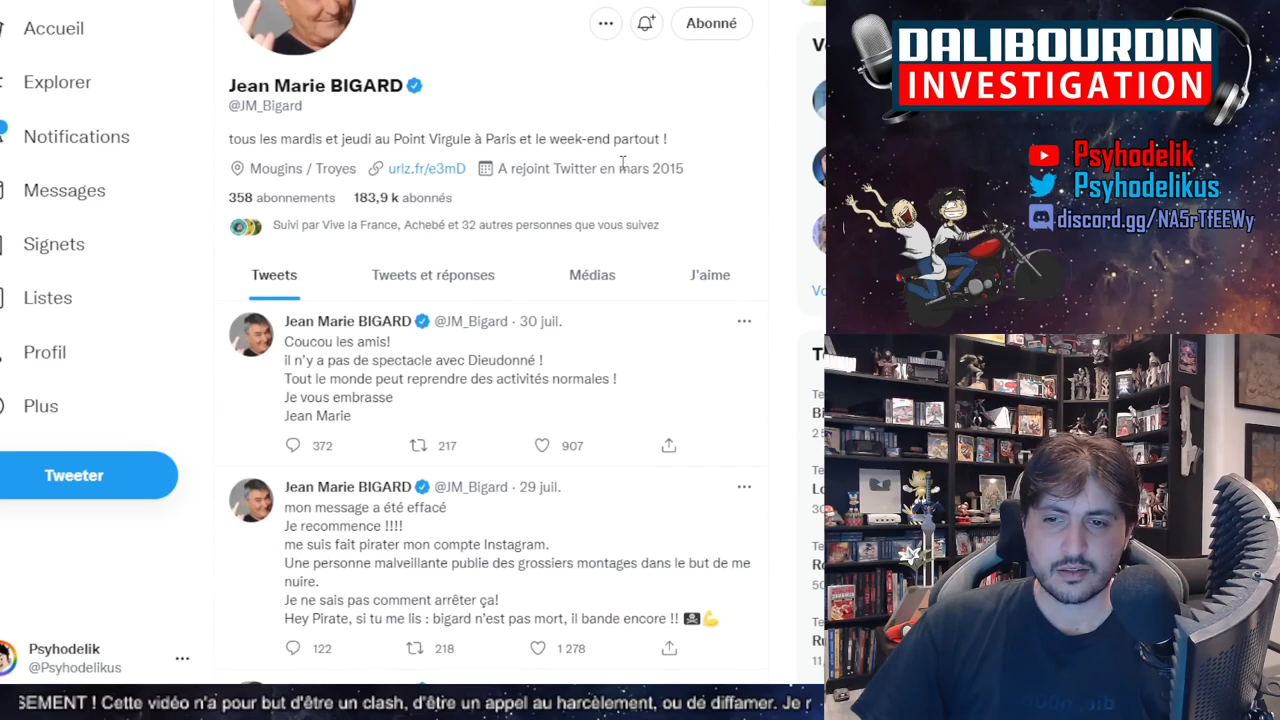 Accueil
Explorer
Notifications
Messages
Signets
Listes
Profil
Plus
Tweeter
Psyhodelik
@Psyhodelikus
Abonné
Jean Marie BIGARD
@JM_Bigard
tous les mardis et jeudi au Point Virgule à Paris et le week-end partout !
Mougins / Troyes urlz.fr/e3mD A rejoint Twitter en mars 2015
358 abonnements 183,9 k abonnés
Suivi par Vive la France, Achebé et 32 autres personnes que vous suivez
Tweets Tweets et réponses Médias J'aime
Jean Marie BIGARD @JM_Bigard · 30 juil.
Coucou les amis!
il n'y a pas de spectacle avec Dieudonné !
Tout le monde peut reprendre des activités normales !
Je vous embrasse
Jean Marie
372 217 907
Jean Marie BIGARD @JM_Bigard · 29 juil.
mon message a été effacé
Je recommence !!!!
me suis fait pirater mon compte Instagram.
Une personne malveillante publie des grossiers montages dans le but de me
nuire.
Je ne sais pas comment arrêter ça!
Hey Pirate, si tu me lis : bigard n'est pas mort, il bande encore !!
122 218 1 278
DALIBOURDIN
INVESTIGATION
Psyhodelik
Psyhodelikus
discord.gg/NA5rTfEEWy
SEMENT ! Cette vidéo n'a pour but d'être un clash, d'être un appel au harcèlement, ou de diffamer. Je r